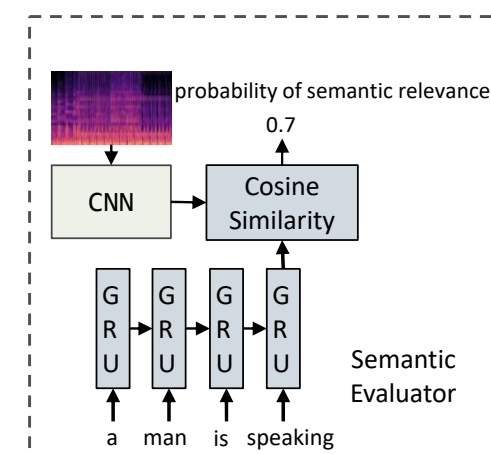 probability of semantic relevance
0.7
CNN
Cosine
Similarity
G G G G
R R R R
U U U U
Semantic
Evaluator
a man is speaking